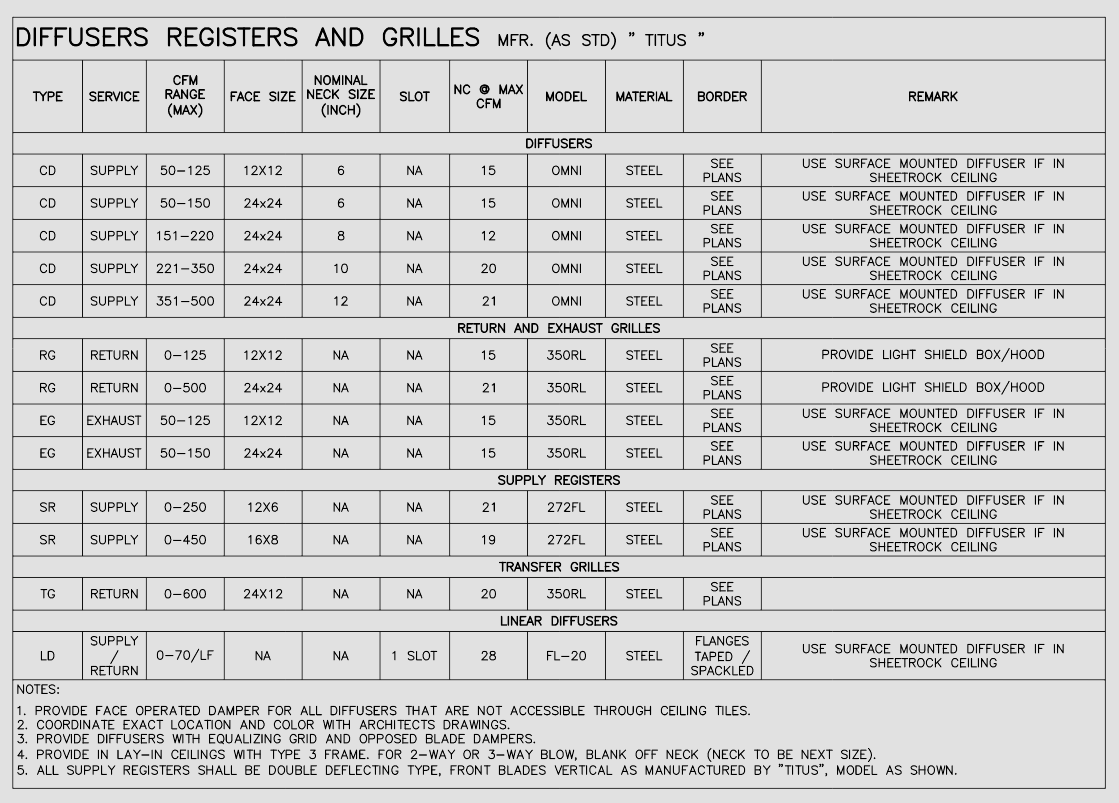 DIFFUSERS REGISTERS AND GRILLES MFR. (AS STD) " TITUS "
TYPE SERVICE CFM RANGE (MAX) FACE SIZE NOMINAL NECK SIZE (INCH) SLOT NC @ MAX CFM MODEL MATERIAL BORDER REMARK
DIFFUSERS
CD SUPPLY 50-125 12X12 6 NA 15 OMNI STEEL SEE PLANS USE SURFACE MOUNTED DIFFUSER IF IN SHEETROCK CEILING
CD SUPPLY 50-150 24x24 6 NA 15 OMNI STEEL SEE PLANS USE SURFACE MOUNTED DIFFUSER IF IN SHEETROCK CEILING
CD SUPPLY 151-220 24x24 8 NA 12 OMNI STEEL SEE PLANS USE SURFACE MOUNTED DIFFUSER IF IN SHEETROCK CEILING
CD SUPPLY 221-350 24x24 10 NA 20 OMNI STEEL SEE PLANS USE SURFACE MOUNTED DIFFUSER IF IN SHEETROCK CEILING
CD SUPPLY 351-500 24x24 12 NA 21 OMNI STEEL SEE PLANS USE SURFACE MOUNTED DIFFUSER IF IN SHEETROCK CEILING
RETURN AND EXHAUST GRILLES
RG RETURN 0-125 12X12 NA NA 15 350RL STEEL SEE PLANS PROVIDE LIGHT SHIELD BOX/HOOD
RG RETURN 0-500 24x24 NA NA 21 350RL STEEL SEE PLANS PROVIDE LIGHT SHIELD BOX/HOOD
EG EXHAUST 50-125 12X12 NA NA 15 350RL STEEL SEE PLANS USE SURFACE MOUNTED DIFFUSER IF IN SHEETROCK CEILING
EG EXHAUST 50-150 24x24 NA NA 15 350RL STEEL SEE PLANS USE SURFACE MOUNTED DIFFUSER IF IN SHEETROCK CEILING
SUPPLY REGISTERS
SR SUPPLY 0-250 12X6 NA NA 21 272FL STEEL SEE PLANS USE SURFACE MOUNTED DIFFUSER IF IN SHEETROCK CEILING
SR SUPPLY 0-450 16X8 NA NA 19 272FL STEEL SEE PLANS USE SURFACE MOUNTED DIFFUSER IF IN SHEETROCK CEILING
TRANSFER GRILLES
TG RETURN 0-600 24X12 NA NA 20 350RL STEEL SEE PLANS
LINEAR DIFFUSERS
LD SUPPLY / RETURN 0-70/LF NA NA 1 SLOT 28 FL-20 STEEL FLANGES TAPED / SPACKLED USE SURFACE MOUNTED DIFFUSER IF IN SHEETROCK CEILING
NOTES:
1. PROVIDE FACE OPERATED DAMPER FOR ALL DIFFUSERS THAT ARE NOT ACCESSIBLE THROUGH CEILING TILES.
2. COORDINATE EXACT LOCATION AND COLOR WITH ARCHITECTS DRAWINGS.
3. PROVIDE DIFFUSERS WITH EQUALIZING GRID AND OPPOSED BLADE DAMPERS.
4. PROVIDE IN LAY-IN CEILINGS WITH TYPE 3 FRAME. FOR 2-WAY OR 3-WAY BLOW, BLANK OFF NECK (NECK TO BE NEXT SIZE).
5. ALL SUPPLY REGISTERS SHALL BE DOUBLE DEFLECTING TYPE, FRONT BLADES VERTICAL AS MANUFACTURED BY "TITUS", MODEL AS SHOWN.